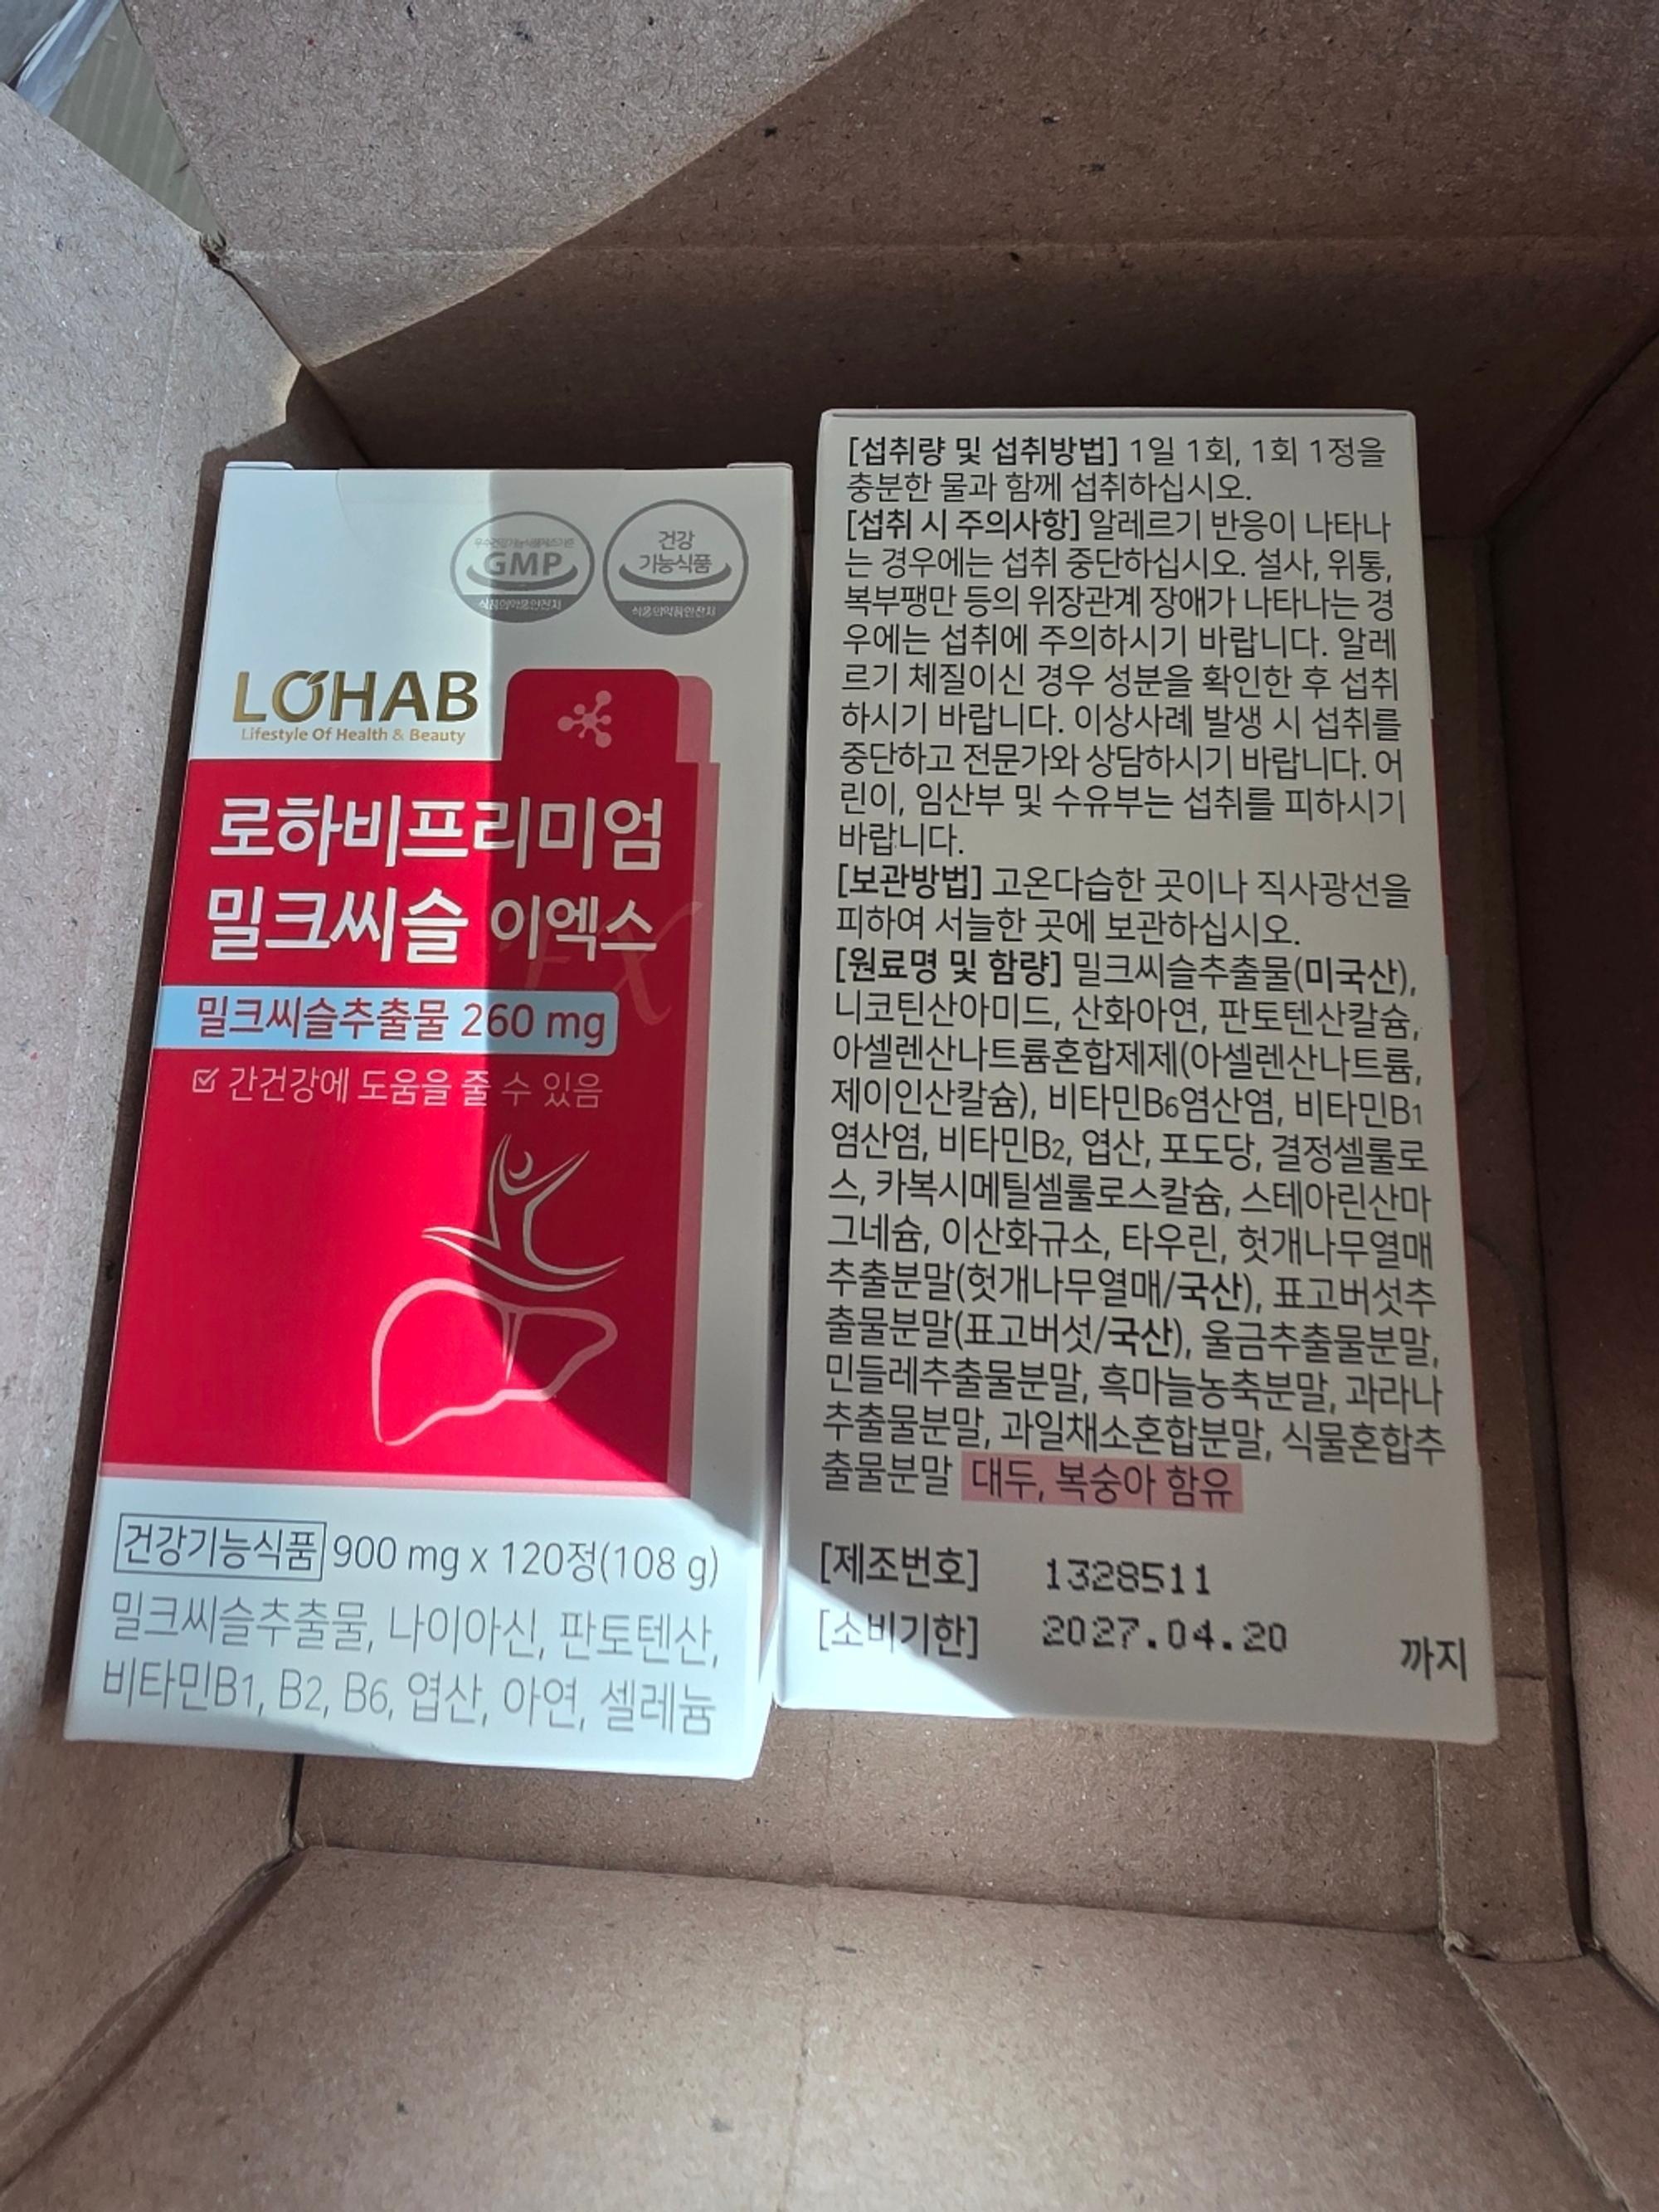 우수건강기능식품제조기준
GMP
식품의약품안전처
건강
기능식품
식품의약품안전처
LOHAB
Lifestyle Of Health & Beauty
로하비프리미엄
밀크씨슬 이엑스
EX
밀크씨슬추출물 260 mg
간건강에 도움을 줄 수 있음
건강기능식품 900 mg x 120정(108 g)
밀크씨슬추출물, 나이아신, 판토텐산,
비타민B1, B2, B6, 엽산, 아연, 셀레늄
[섭취량 및 섭취방법] 1일 1회, 1회 1정을
충분한 물과 함께 섭취하십시오.
[섭취 시 주의사항] 알레르기 반응이 나타나
는 경우에는 섭취 중단하십시오. 설사, 위통,
복부팽만 등의 위장관계 장애가 나타나는 경
우에는 섭취에 주의하시기 바랍니다. 알레
르기 체질이신 경우 성분을 확인한 후 섭취
하시기 바랍니다. 이상사례 발생 시 섭취를
중단하고 전문가와 상담하시기 바랍니다. 어
린이, 임산부 및 수유부는 섭취를 피하시기
바랍니다.
[보관방법] 고온다습한 곳이나 직사광선을
피하여 서늘한 곳에 보관하십시오.
[원료명 및 함량] 밀크씨슬추출물(미국산),
니코틴산아미드, 산화아연, 판토텐산칼슘,
아셀렌산나트륨혼합제제(아셀렌산나트륨,
제이인산칼슘), 비타민B6염산염, 비타민B1
염산염, 비타민B2, 엽산, 포도당, 결정셀룰로
스, 카복시메틸셀룰로스칼슘, 스테아린산마
그네슘, 이산화규소, 타우린, 헛개나무열매
추출분말(헛개나무열매/국산), 표고버섯추
출물분말(표고버섯/국산), 울금추출물분말,
민들레추출물분말, 흑마늘농축분말, 과라나
추출물분말, 과일채소혼합분말, 식물혼합추
출물분말 대두, 복숭아 함유
[제조번호] 1328511
[소비기한] 2027.04.20 까지